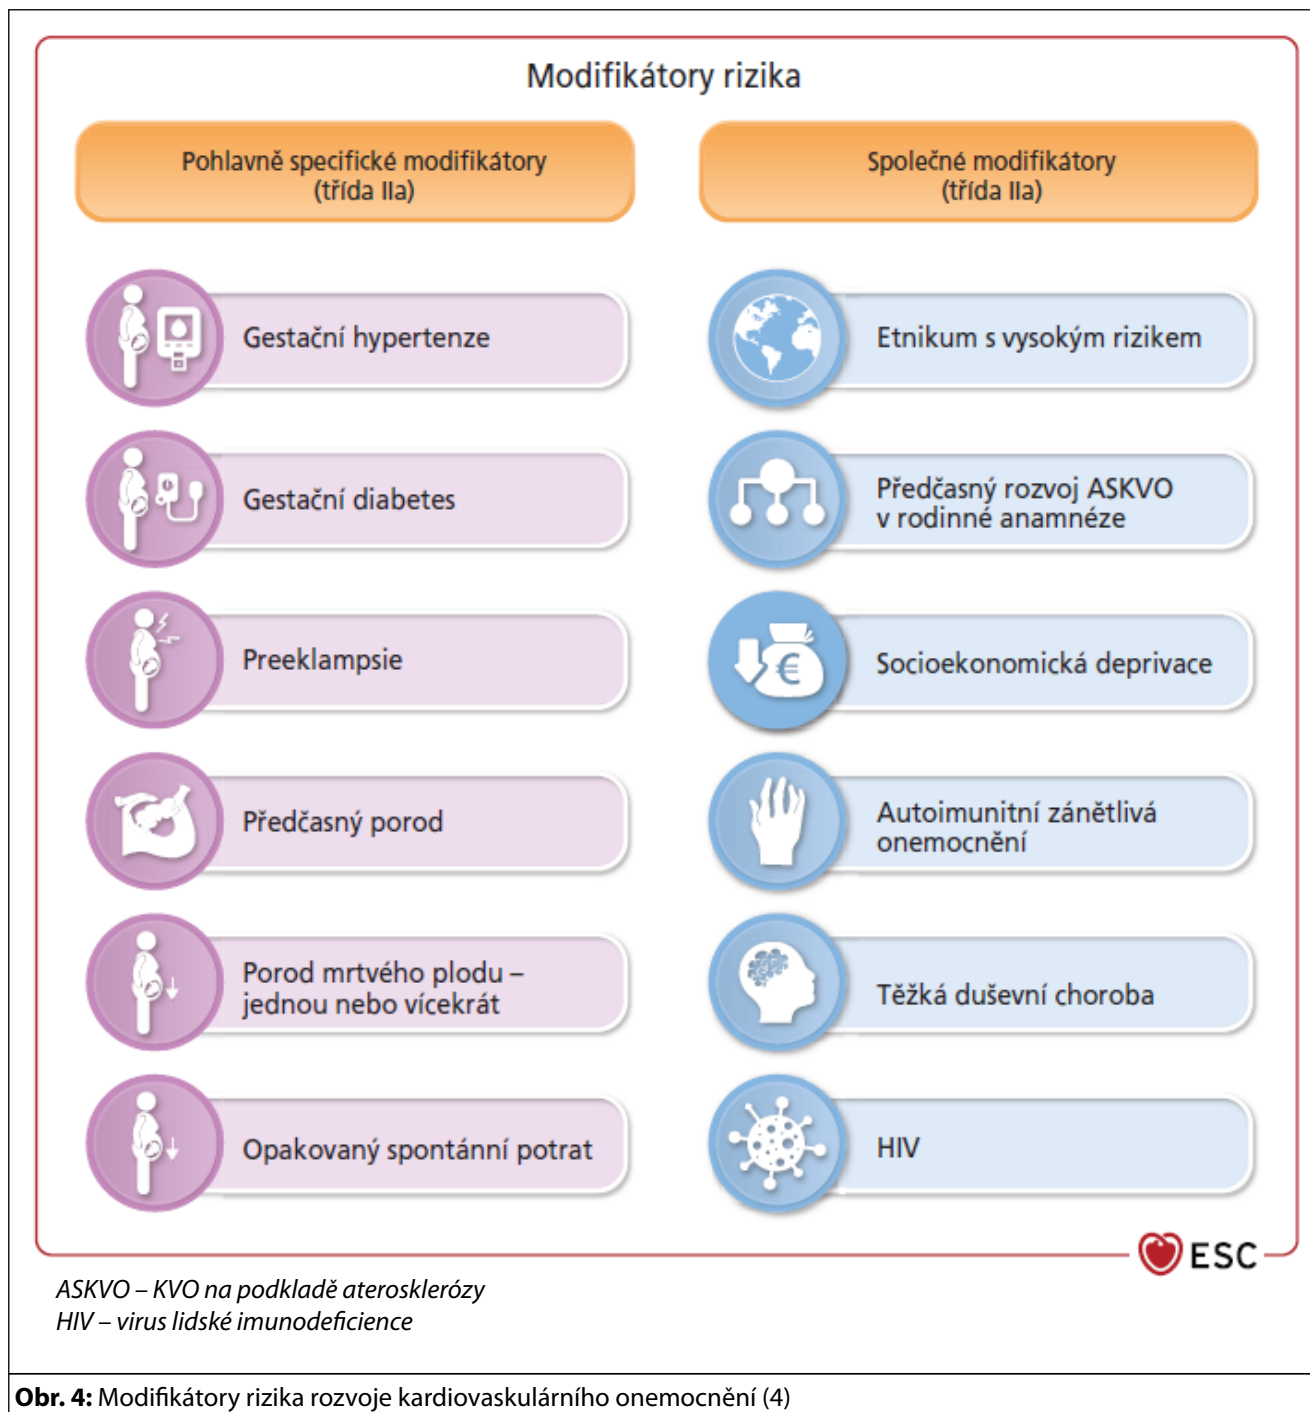 Modifikátory rizika
Pohlavně specifické modifikátory
(třída IIa)
Gestační hypertenze
Gestační diabetes
Preeklampsie
Předčasný porod
Porod mrtvého plodu –
jednou nebo vícekrát
Opakovaný spontánní potrat
Společné modifikátory
(třída IIa)
Etnikum s vysokým rizikem
Předčasný rozvoj ASKVO
v rodinné anamnéze
€
Socioekonomická deprivace
Autoimunitní zánětlivá
onemocnění
Těžká duševní choroba
HIV
ESC
ASKVO – KVO na podkladě aterosklerózy
HIV – virus lidské imunodeficience
Obr. 4: Modifikátory rizika rozvoje kardiovaskulárního onemocnění (4)